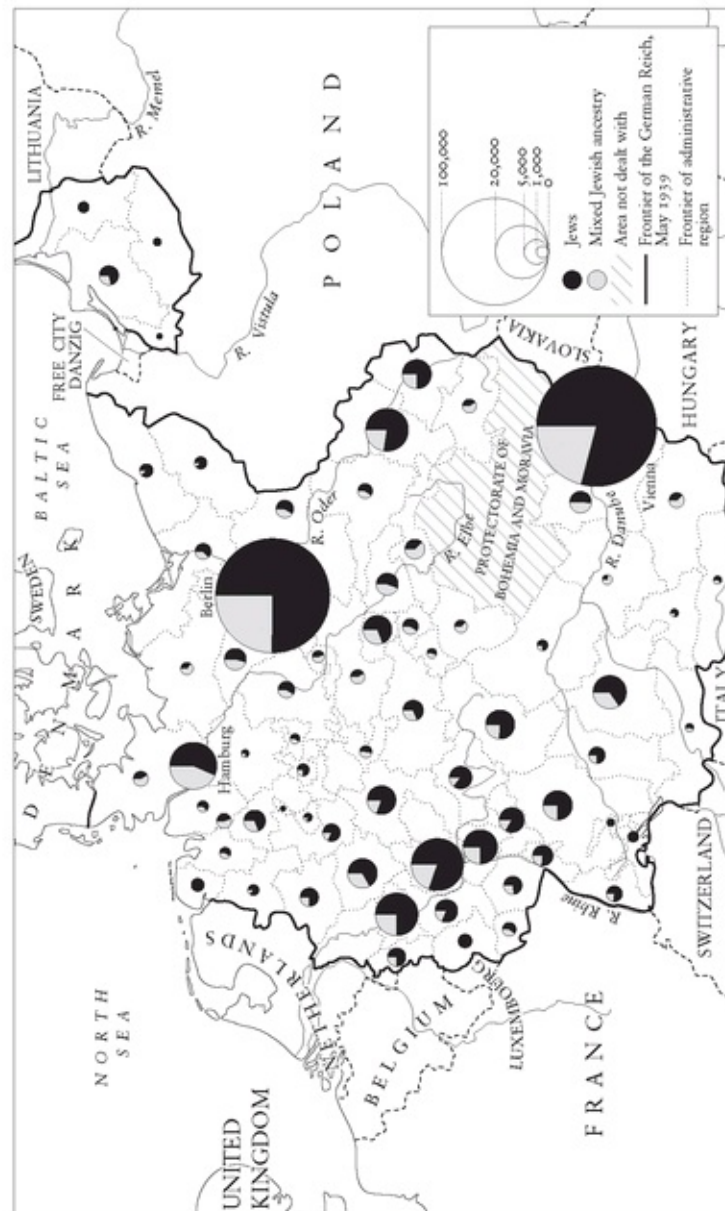 NORTH
SEA
UNITED
KINGDOM
NETHERLANDS
BELGIUM
LUXEMBOURG
FRANCE
SWITZERLAND
ITALY
R. Rhine
DENMARK
SWEDEN
BALTIC
SEA
Hamburg
Berlin
R. Oder
R. Elbe
PROTECTORATE OF
BOHEMIA AND MORAVIA
R. Danube
Vienna
FREE CITY
DANZIG
LITHUANIA
R. Memel
R. Vistula
POLAND
SLOVAKIA
HUNGARY
100,000
20,000
5,000
1,000
0
Jews
Mixed Jewish ancestry
Area not dealt with
Frontier of the German Reich,
May 1939
Frontier of administrative
region